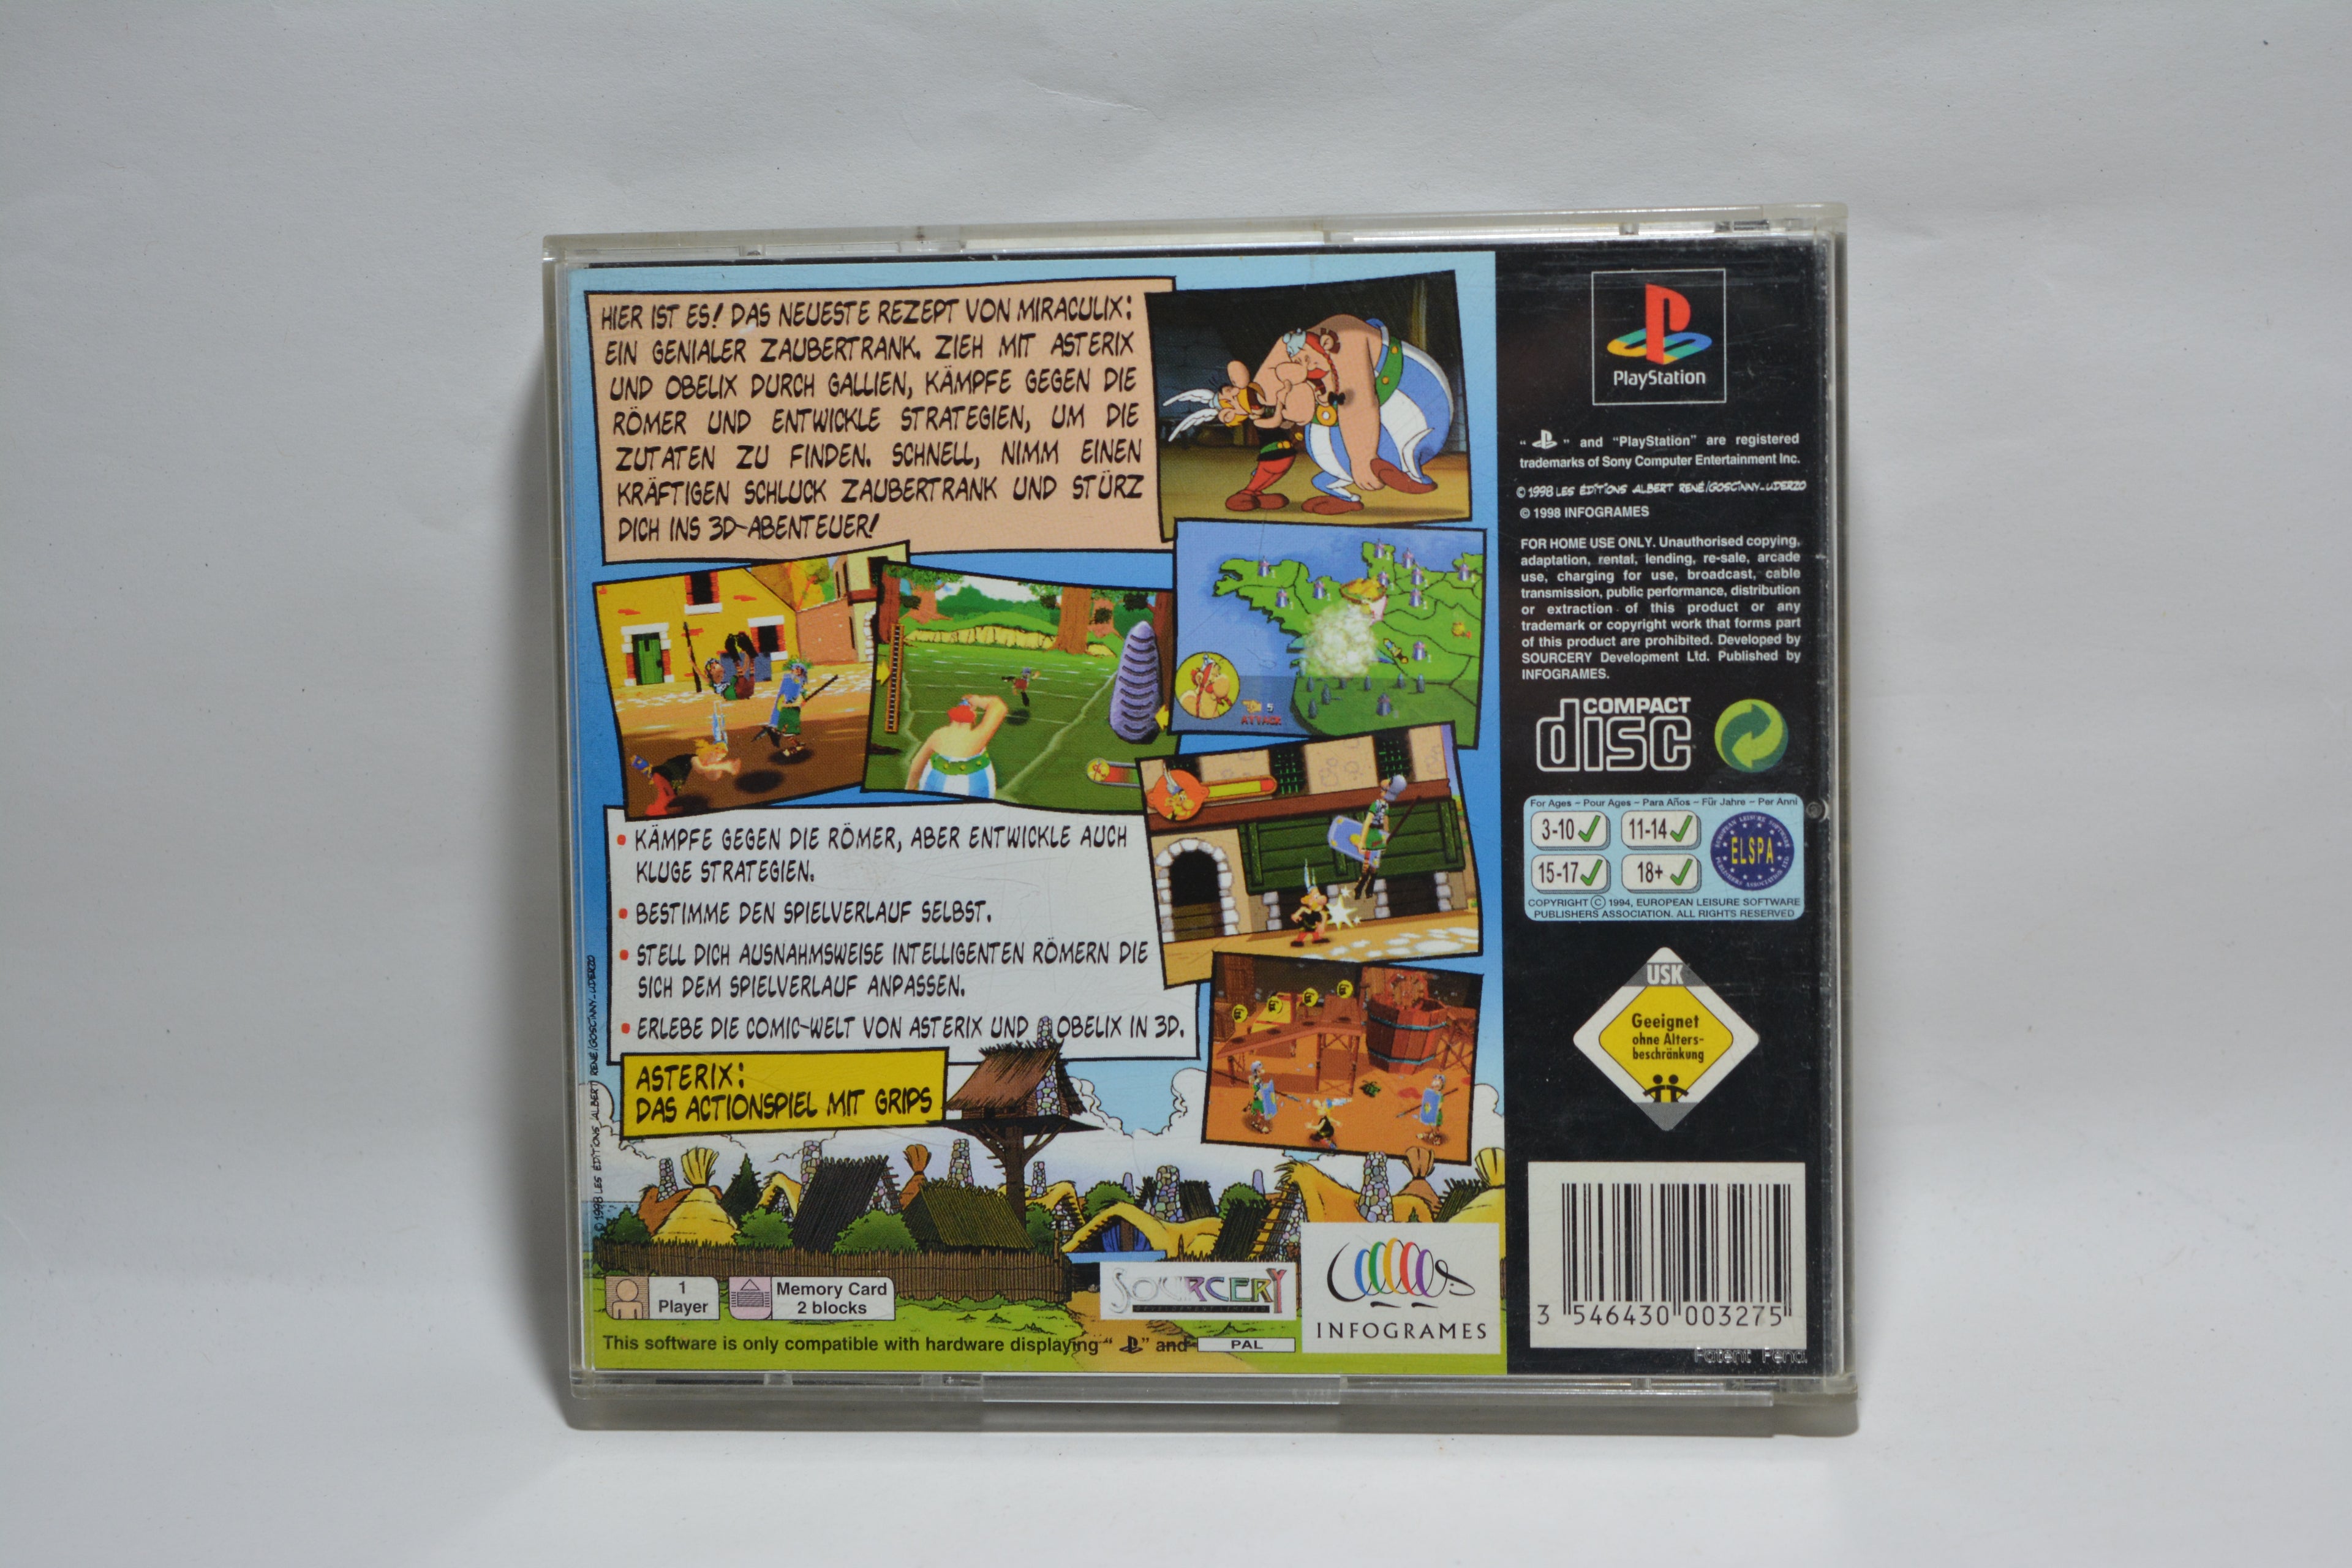 HIER IST ES! DAS NEUESTE REZEPT VON MIRACULIX:
EIN GENIALER ZAUBERTRANK. ZIEH MIT ASTERIX
UND OBELIX DURCH GALLIEN, KÄMPFE GEGEN DIE
RÖMER UND ENTWICKLE STRATEGIEN, UM DIE
ZUTATEN ZU FINDEN. SCHNELL, NIMM EINEN
KRÄFTIGEN SCHLUCK ZAUBERTRANK UND STÜRZ
DICH INS 3D-ABENTEUER!
5
ATTACK
• KÄMPFE GEGEN DIE RÖMER, ABER ENTWICKLE AUCH
KLUGE STRATEGIEN.
• BESTIMME DEN SPIELVERLAUF SELBST.
• STELL DICH AUSNAHMSWEISE INTELLIGENTEN RÖMERN DIE
SICH DEM SPIELVERLAUF ANPASSEN.
• ERLEBE DIE COMIC-WELT VON ASTERIX UND OBELIX IN 3D.
ASTERIX:
DAS ACTIONSPIEL MIT GRIPS
© 1998 LES ÉDITIONS ALBERT RENÉ/GOSCINNY-UDERZO
1
Player
Memory Card
2 blocks
SOURCERY
INFOGRAMES
This software is only compatible with hardware displaying " " and PAL
PlayStation
" " and "PlayStation" are registered
trademarks of Sony Computer Entertainment Inc.
© 1998 LES ÉDITIONS ALBERT RENÉ/GOSCINNY-UDERZO
© 1998 INFOGRAMES
FOR HOME USE ONLY. Unauthorised copying,
adaptation, rental, lending, re-sale, arcade
use, charging for use, broadcast, cable
transmission, public performance, distribution
or extraction of this product or any
trademark or copyright work that forms part
of this product are prohibited. Developed by
SOURCERY Development Ltd. Published by
INFOGRAMES.
COMPACT
disc
For Ages – Pour Ages – Para Años – Für Jahre – Per Anni
3-10 11-14
15-17 18+
ELSPA
COPYRIGHT © 1994, EUROPEAN LEISURE SOFTWARE
PUBLISHERS ASSOCIATION. ALL RIGHTS RESERVED
USK
Geeignet
ohne Alters-
beschränkung
3 546430 003275
Patent Pend.